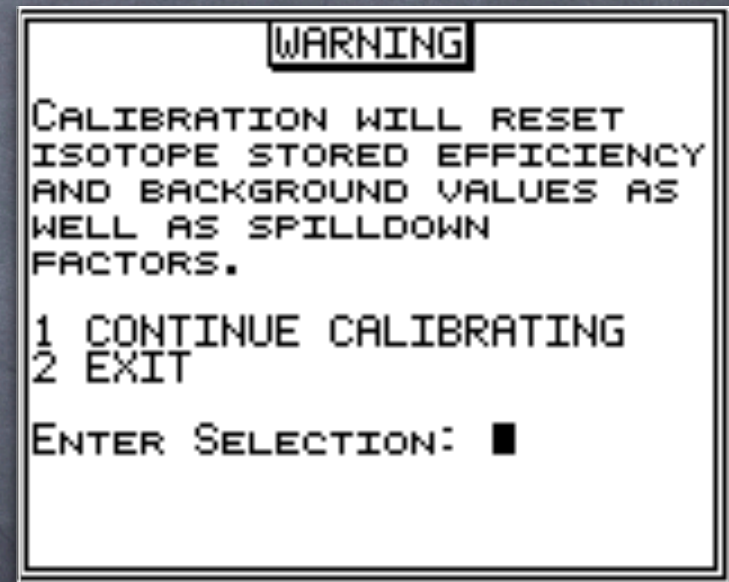 WARNING
CALIBRATION WILL RESET
ISOTOPE STORED EFFICIENCY
AND BACKGROUND VALUES AS
WELL AS SPILLDOWN
FACTORS.
1 CONTINUE CALIBRATING
2 EXIT
ENTER SELECTION: